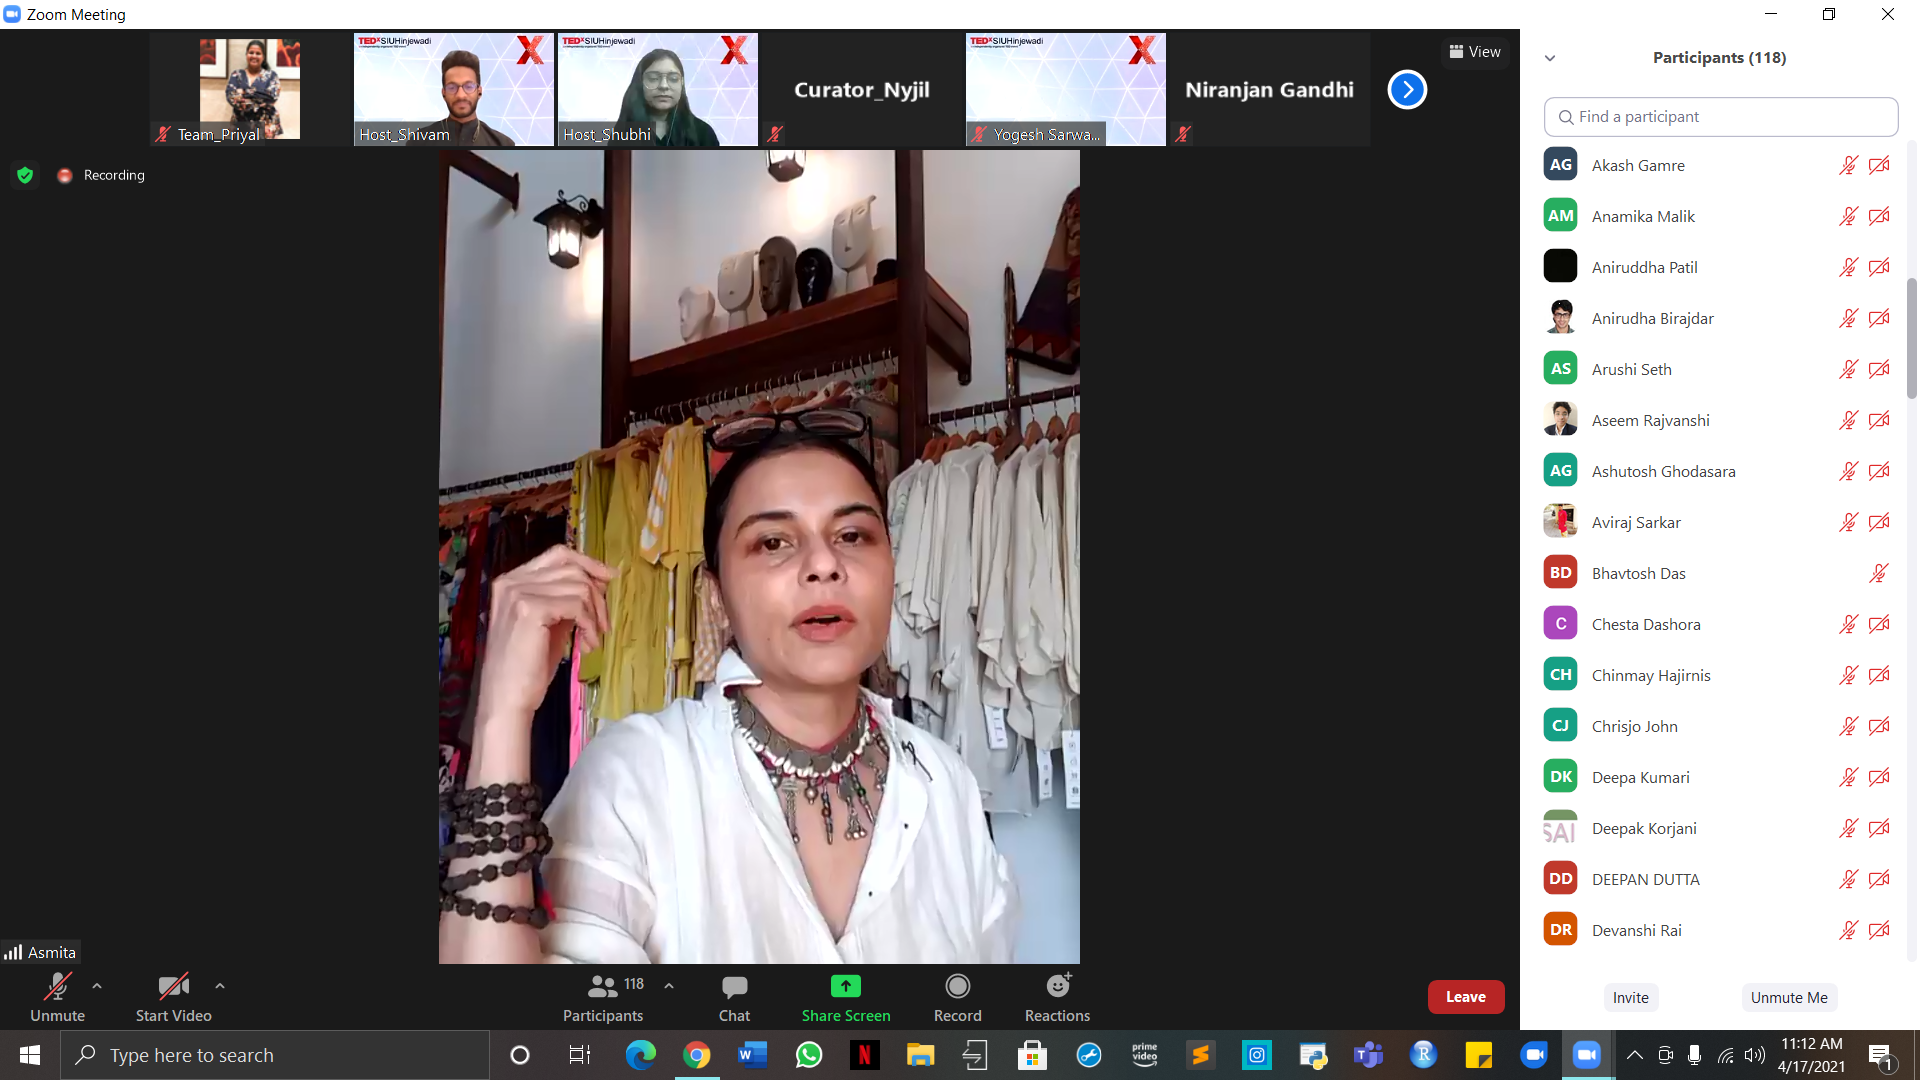 Zoom Meeting
TEDxSIUHinjewadi
TEDxSIUHinjewadi
TEDxSIUHinjewadi
View
Curator_Nyjil
Niranjan Gandhi
Team_Priyal
Host_Shivam
Host_Shubhi
Yogesh Sarwa...
Recording
Asmita
Unmute
Start Video
118
Participants
Chat
Share Screen
Record
Reactions
Leave
Participants (118)
Find a participant
AG Akash Gamre
AM Anamika Malik
Aniruddha Patil
Anirudha Birajdar
AS Arushi Seth
Aseem Rajvanshi
AG Ashutosh Ghodasara
Aviraj Sarkar
BD Bhavtosh Das
C Chesta Dashora
CH Chinmay Hajirnis
CJ Chrisjo John
DK Deepa Kumari
SAI Deepak Korjani
DD DEEPAN DUTTA
DR Devanshi Rai
Invite
Unmute Me
Type here to search
W
N
prime
video
R
11:12 AM
4/17/2021
1